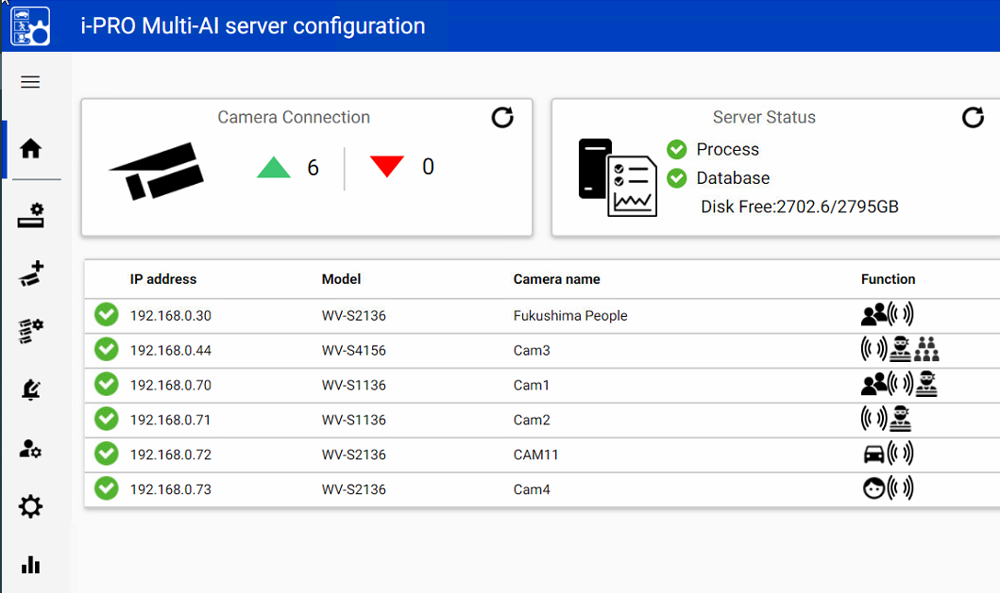 i-PRO Multi-AI server configuration
Camera Connection
6
0
Server Status
Process
Database
Disk Free:2702.6/2795GB
IP address Model Camera name Function
192.168.0.30 WV-S2136 Fukushima People
192.168.0.44 WV-S4156 Cam3
192.168.0.70 WV-S1136 Cam1
192.168.0.71 WV-S1136 Cam2
192.168.0.72 WV-S2136 CAM11
192.168.0.73 WV-S2136 Cam4